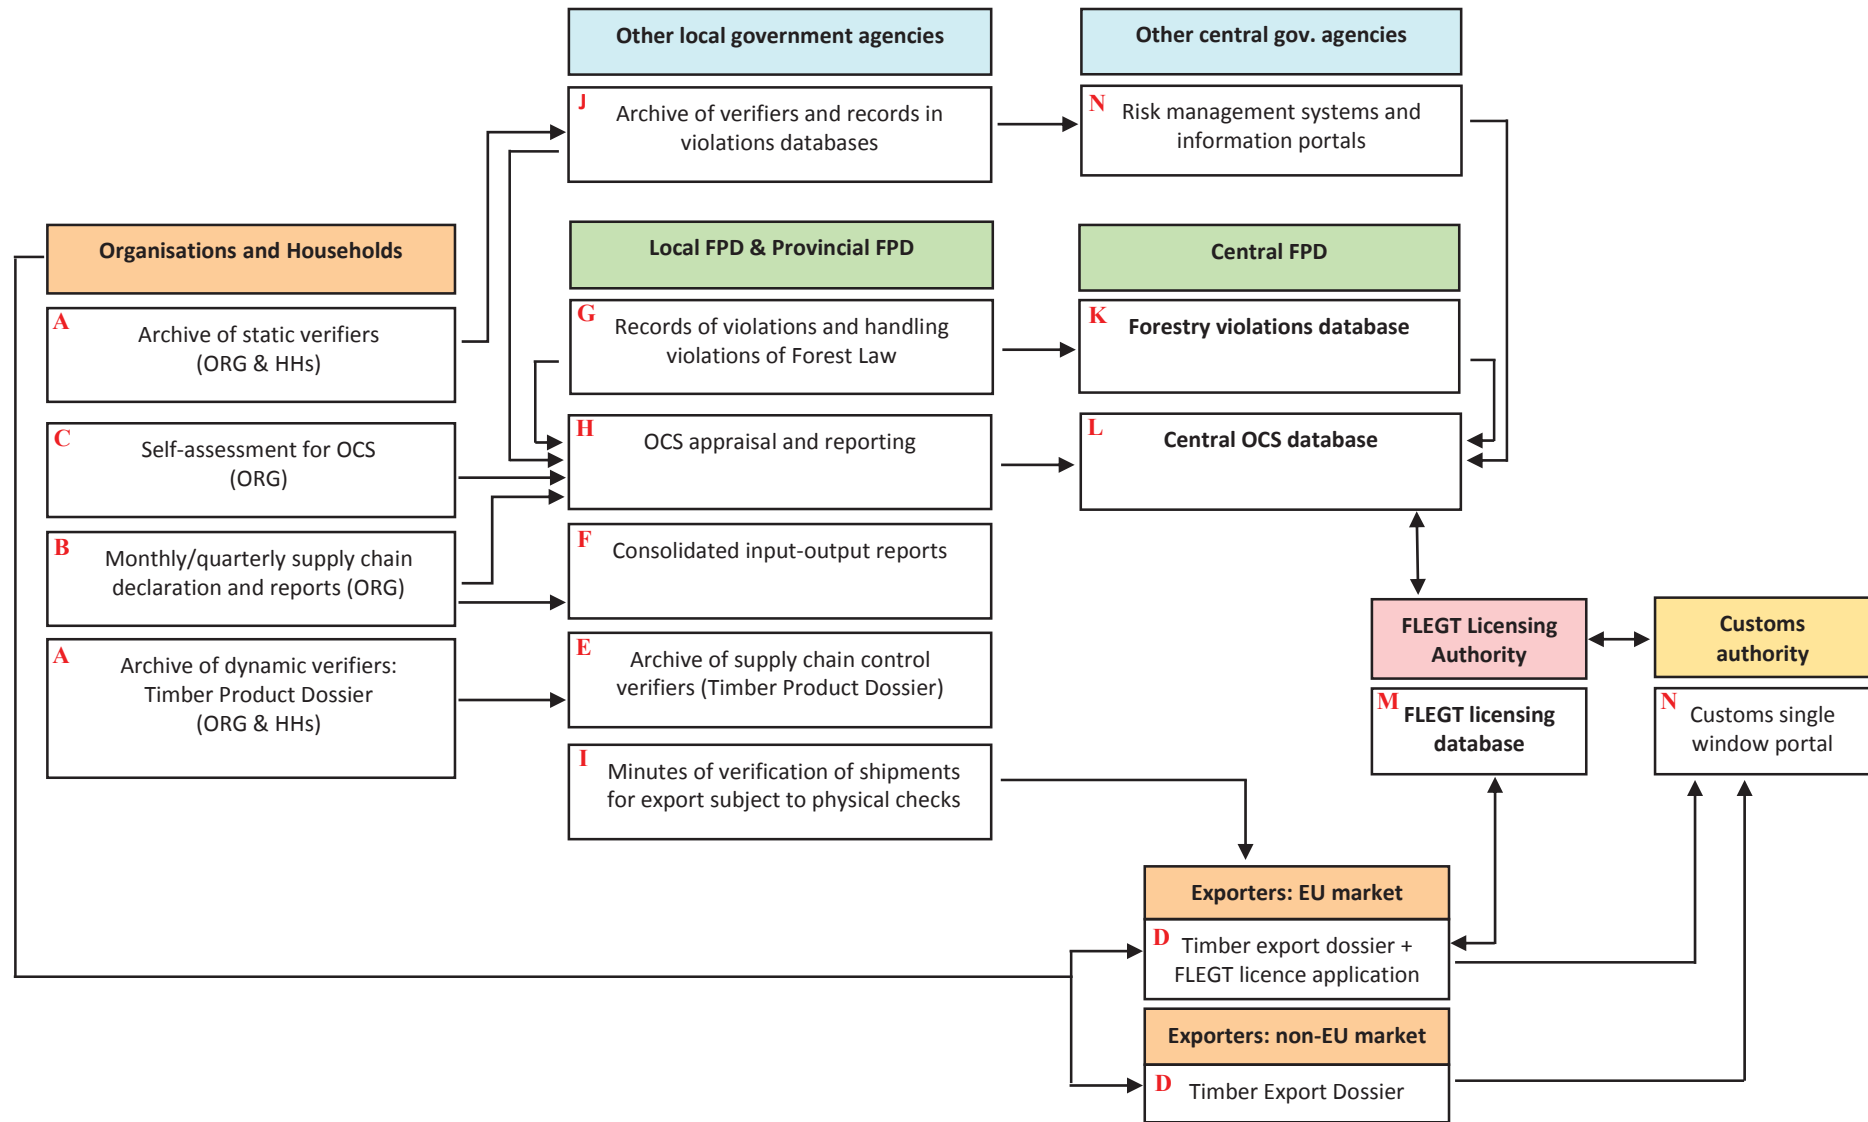 Other local government agencies
Other central gov. agencies
J
Archive of verifiers and records in
violations databases
N
Risk management systems and
information portals
Organisations and Households
Local FPD & Provincial FPD
Central FPD
A
Archive of static verifiers
(ORG & HHs)
G
Records of violations and handling
violations of Forest Law
K
Forestry violations database
C
Self-assessment for OCS
(ORG)
H
OCS appraisal and reporting
L
Central OCS database
B
Monthly/quarterly supply chain
declaration and reports (ORG)
F
Consolidated input-output reports
A
Archive of dynamic verifiers:
Timber Product Dossier
(ORG & HHs)
E
Archive of supply chain control
verifiers (Timber Product Dossier)
FLEGT Licensing
Authority
Customs
authority
M
FLEGT licensing
database
N
Customs single
window portal
I
Minutes of verification of shipments
for export subject to physical checks
Exporters: EU market
D
Timber export dossier +
FLEGT licence application
Exporters: non-EU market
D
Timber Export Dossier